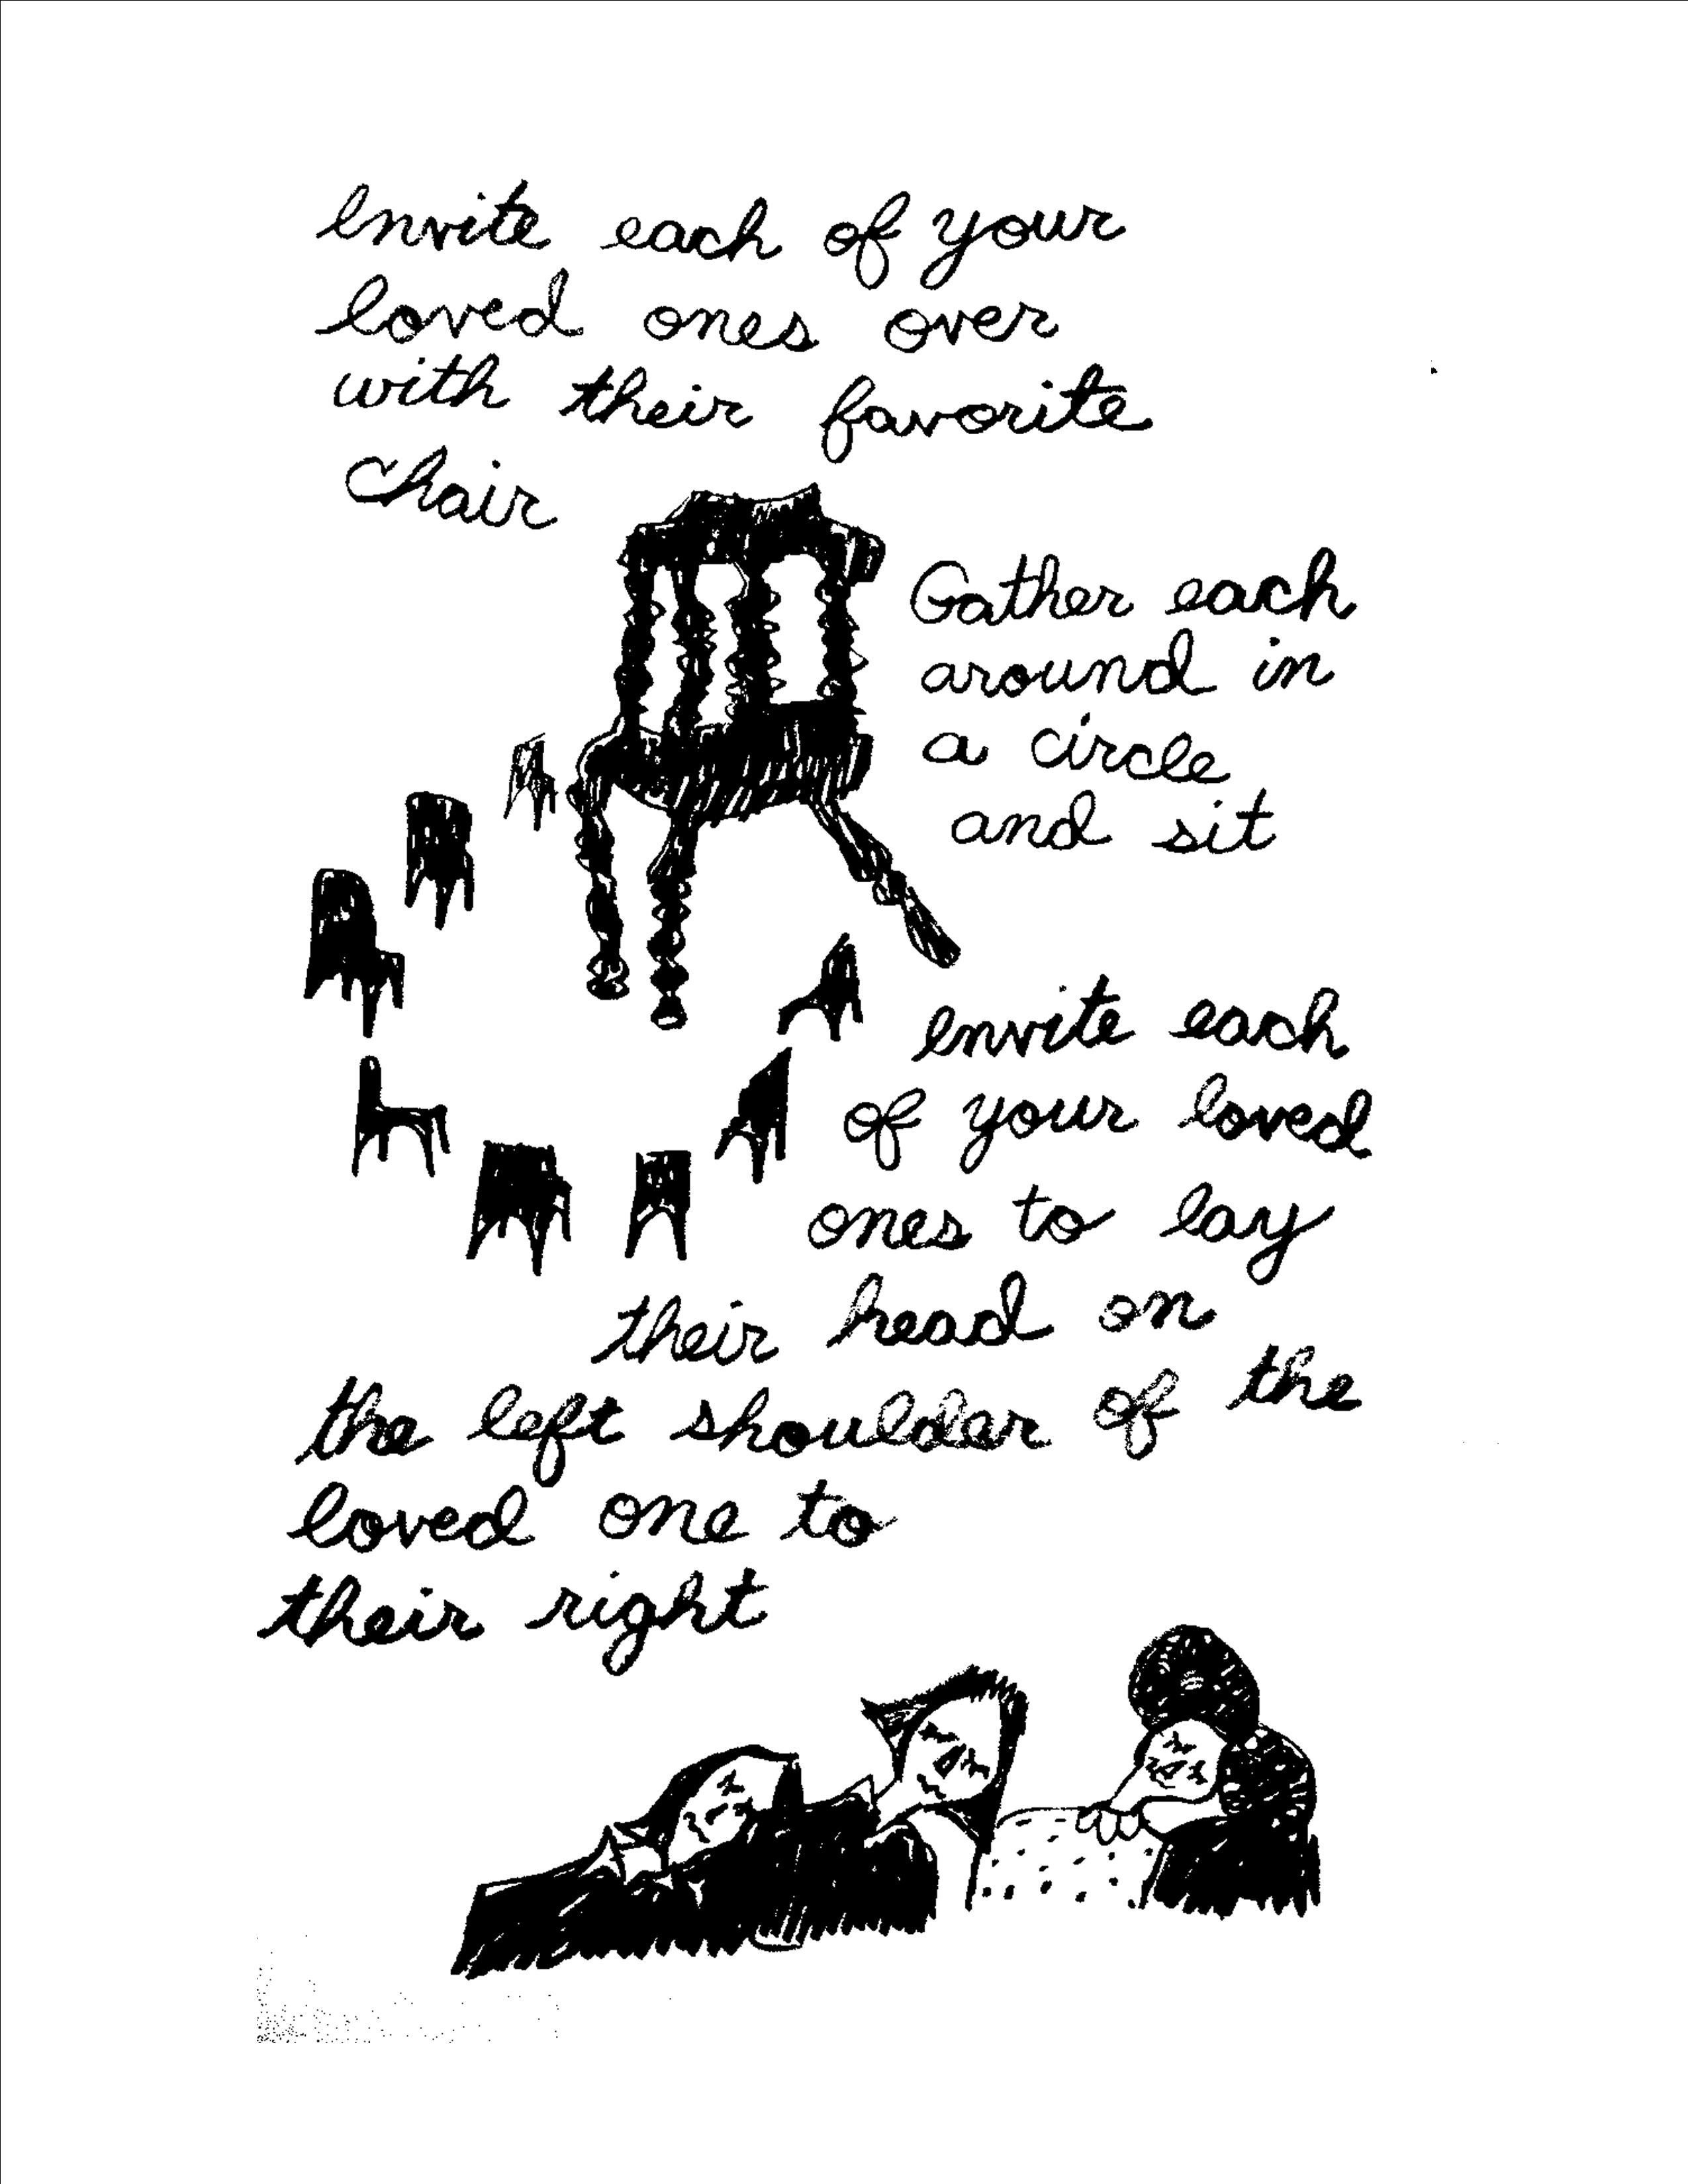 Invite each of your
loved ones over
with their favorite
chair
Gather each
around in
a circle
and sit
Invite each
of your loved
ones to lay
their head on
the left shoulder of the
loved one to
their right